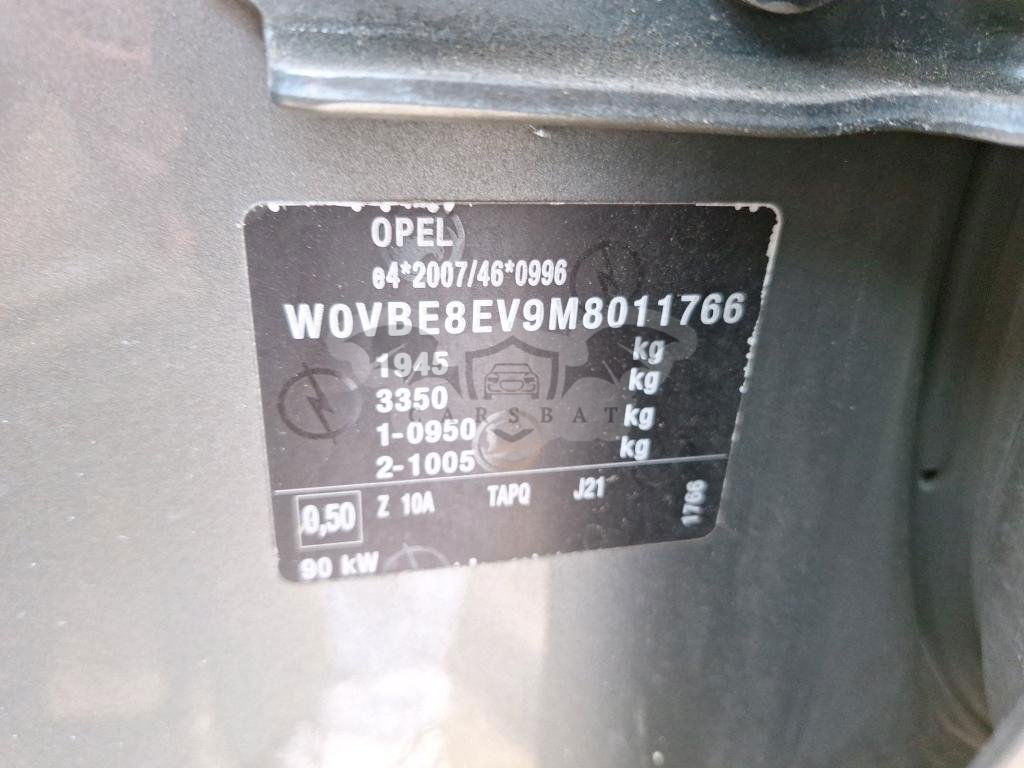 OPEL
e4*2007/46*0996
W0VBE8EV9M8011766
1945 kg
3350 kg
1-0950 kg
2-1005 kg
CARSBAT
0,50 Z 10A TAPQ J21 1766
90 kW